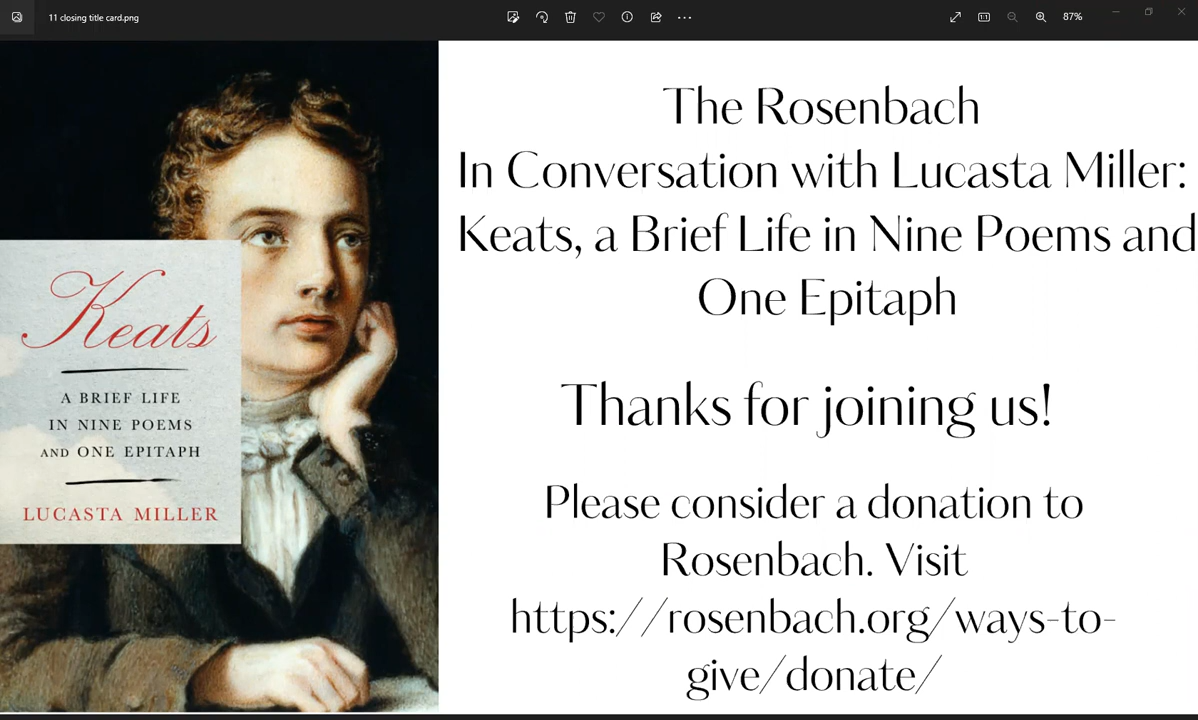 11 closing title card.png
87%
Keats
A BRIEF LIFE
IN NINE POEMS
AND ONE EPITAPH
LUCASTA MILLER
The Rosenbach
In Conversation with Lucasta Miller:
Keats, a Brief Life in Nine Poems and
One Epitaph
Thanks for joining us!
Please consider a donation to
Rosenbach. Visit
https://rosenbach.org/ways-to-
give/donate/